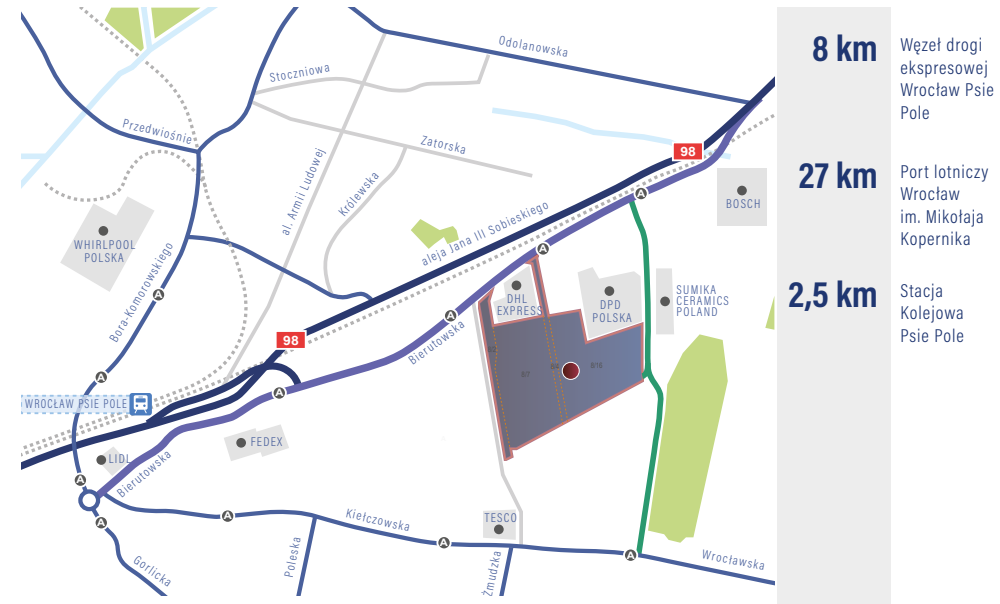 Odolanowska
Stoczniowa
Przedwiośnie
Zatorska
98
al. Armii Ludowej
Królewska
BOSCH
aleja Jana III Sobieskiego
WHIRLPOOL
POLSKA
Bora-Komorowskiego
DHL
EXPRESS
DPD
POLSKA
SUMIKA
CERAMICS
POLAND
98
Bierutowska
B7
B4
B16
WROCŁAW PSIE POLE
FEDEX
LIDL
Bierutowska
A
A
A
A
A
A
A
A
A
A
A
TESCO
Kiełczowska
Poleska
Żmudzka
Gorlicka
Wrocławska
8 km
Węzeł drogi
ekspresowej
Wrocław Psie
Pole
27 km
Port lotniczy
Wrocław
im. Mikołaja
Kopernika
2,5 km
Stacja
Kolejowa
Psie Pole